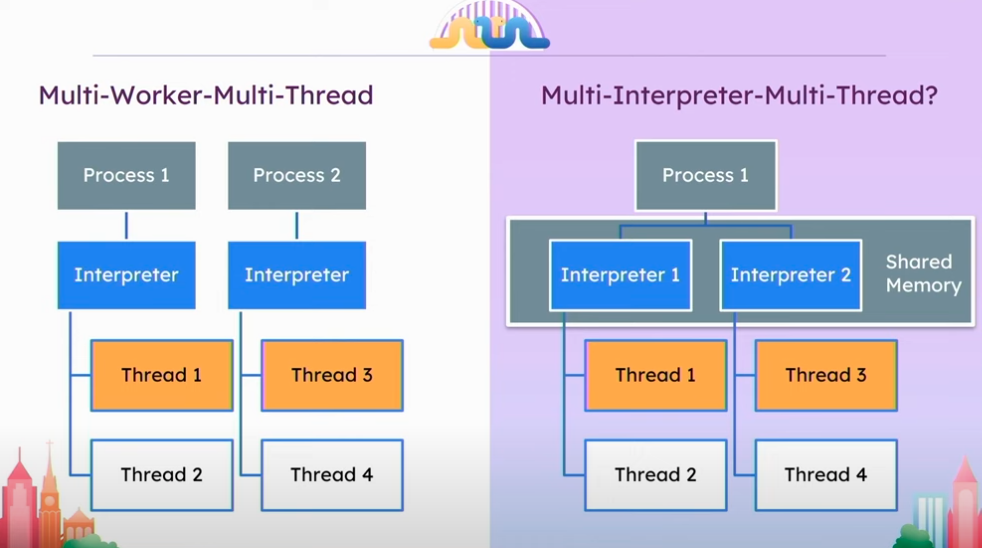 Multi-Worker-Multi-Thread
Process 1
Process 2
Interpreter
Interpreter
Thread 1
Thread 3
Thread 2
Thread 4
Multi-Interpreter-Multi-Thread?
Process 1
Interpreter 1
Interpreter 2
Shared
Memory
Thread 1
Thread 3
Thread 2
Thread 4